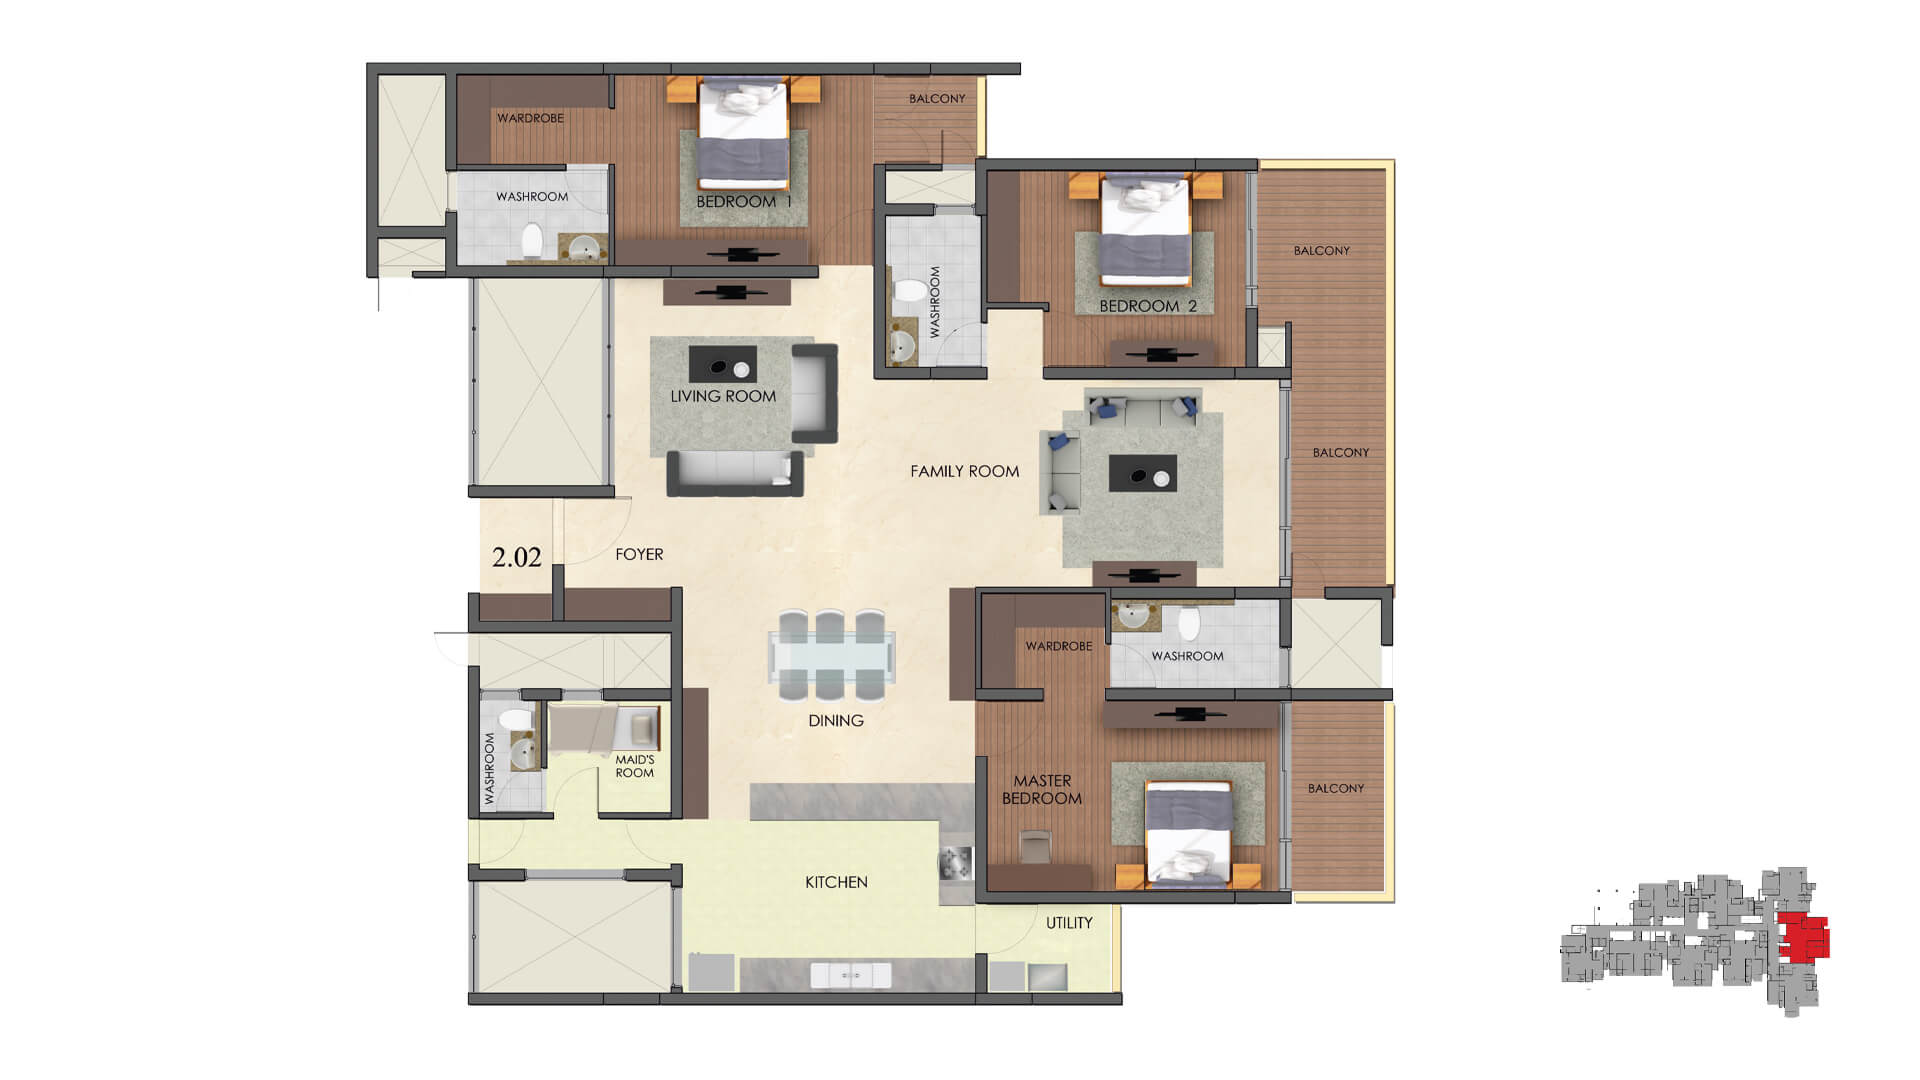 BALCONY
WARDROBE
WASHROOM
BEDROOM 1
BALCONY
WASHROOM
BEDROOM 2
LIVING ROOM
BALCONY
FAMILY ROOM
2.02
FOYER
WARDROBE
WASHROOM
DINING
WASHROOM
MAID'S
ROOM
MASTER
BEDROOM
BALCONY
KITCHEN
UTILITY